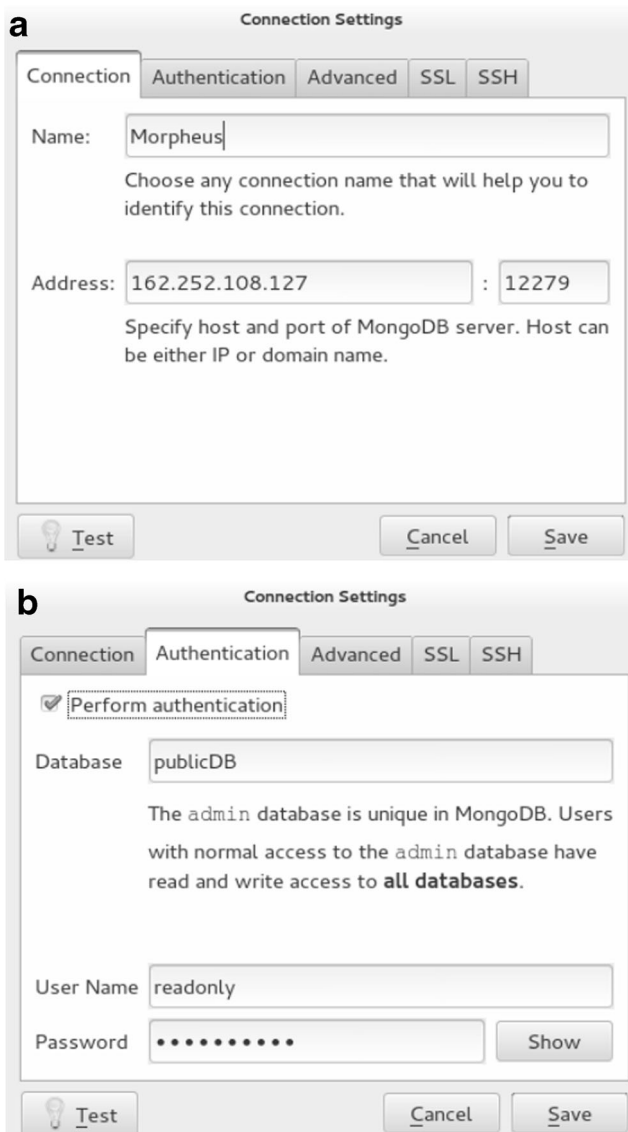 a
Connection Settings
Connection Authentication Advanced SSL SSH
Name: Morpheus
Choose any connection name that will help you to
identify this connection.
Address: 162.252.108.127 : 12279
Specify host and port of MongoDB server. Host can
be either IP or domain name.
Test Cancel Save
b
Connection Settings
Connection Authentication Advanced SSL SSH
Perform authentication
Database publicDB
The admin database is unique in MongoDB. Users
with normal access to the admin database have
read and write access to all databases.
User Name readonly
Password •••••••••• Show
Test Cancel Save